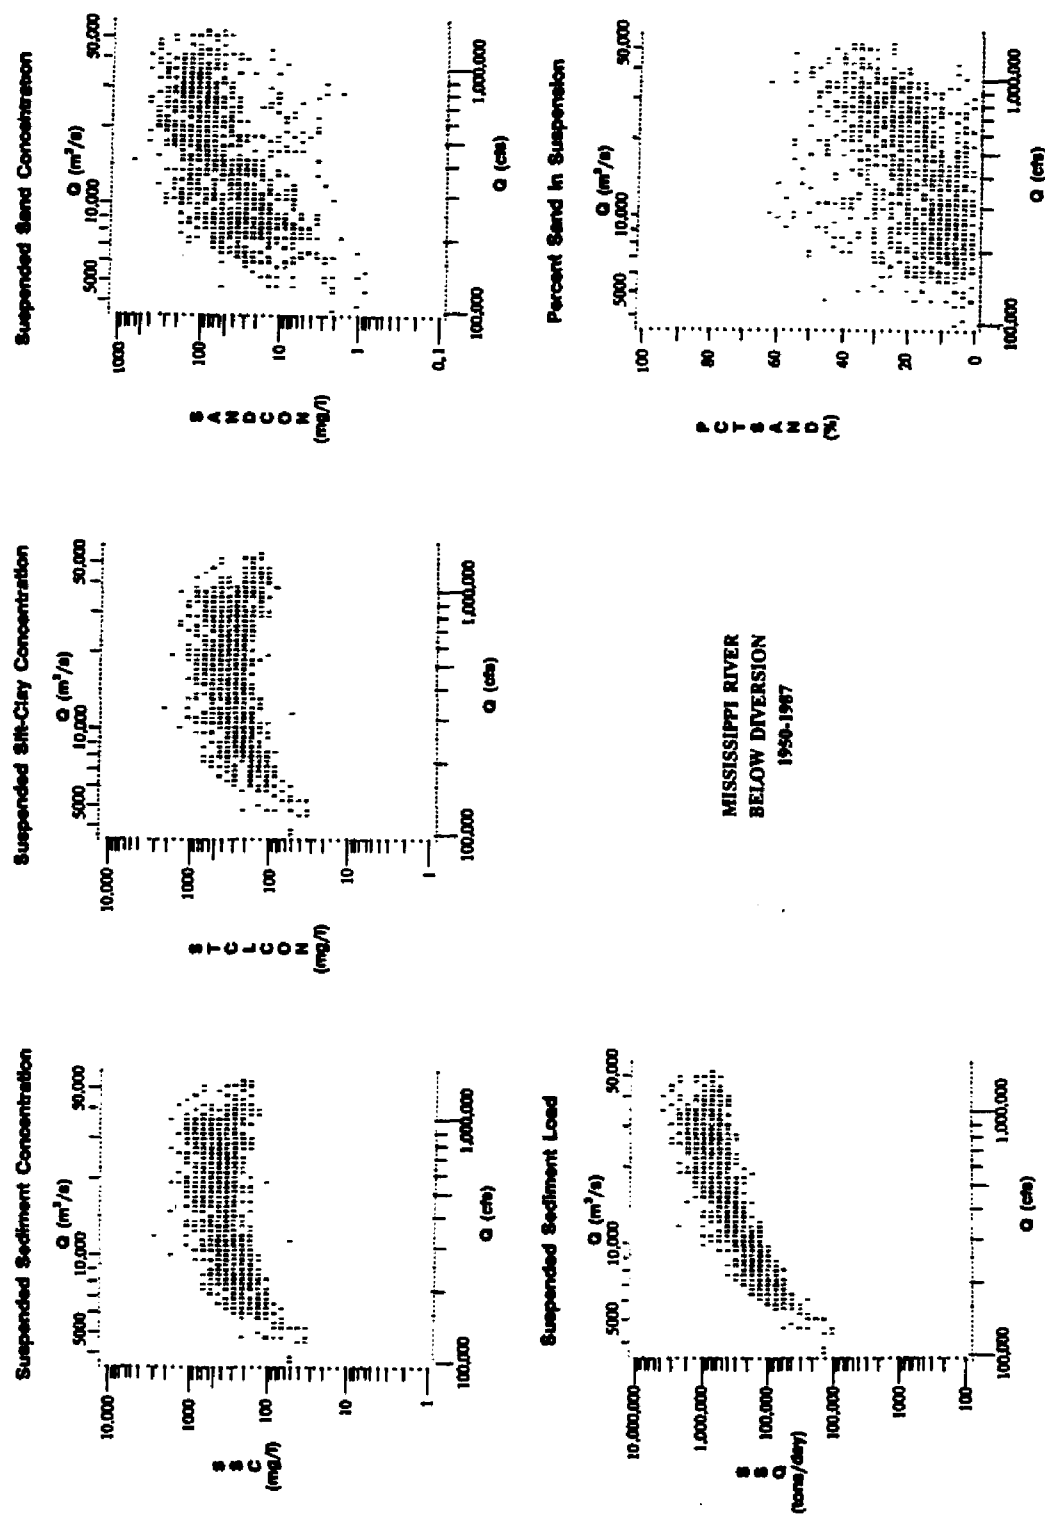 Suspended Sediment Concentration
Q (m³/s)
5000 10,000 50,000
10,000
1000
100
10
1
SSC
(mg/l)
100,000 1,000,000
Q (cfs)
Suspended Silt-Clay Concentration
Q (m³/s)
5000 10,000 50,000
10,000
1000
100
10
1
STCLCON
(mg/l)
100,000 1,000,000
Q (cfs)
Suspended Sand Concentration
Q (m³/s)
5000 10,000 50,000
1000
100
10
1
0.1
SANDCON
(mg/l)
100,000 1,000,000
Q (cfs)
Suspended Sediment Load
Q (m³/s)
5000 10,000 50,000
10,000,000
1,000,000
100,000
100,000
1000
100
SSQ
(tons/day)
100,000 1,000,000
Q (cfs)
MISSISSIPPI RIVER
BELOW DIVERSION
1950-1987
Percent Sand In Suspension
Q (m³/s)
5000 10,000 50,000
100
80
60
40
20
0
PCTSAND
(%)
100,000 1,000,000
Q (cfs)